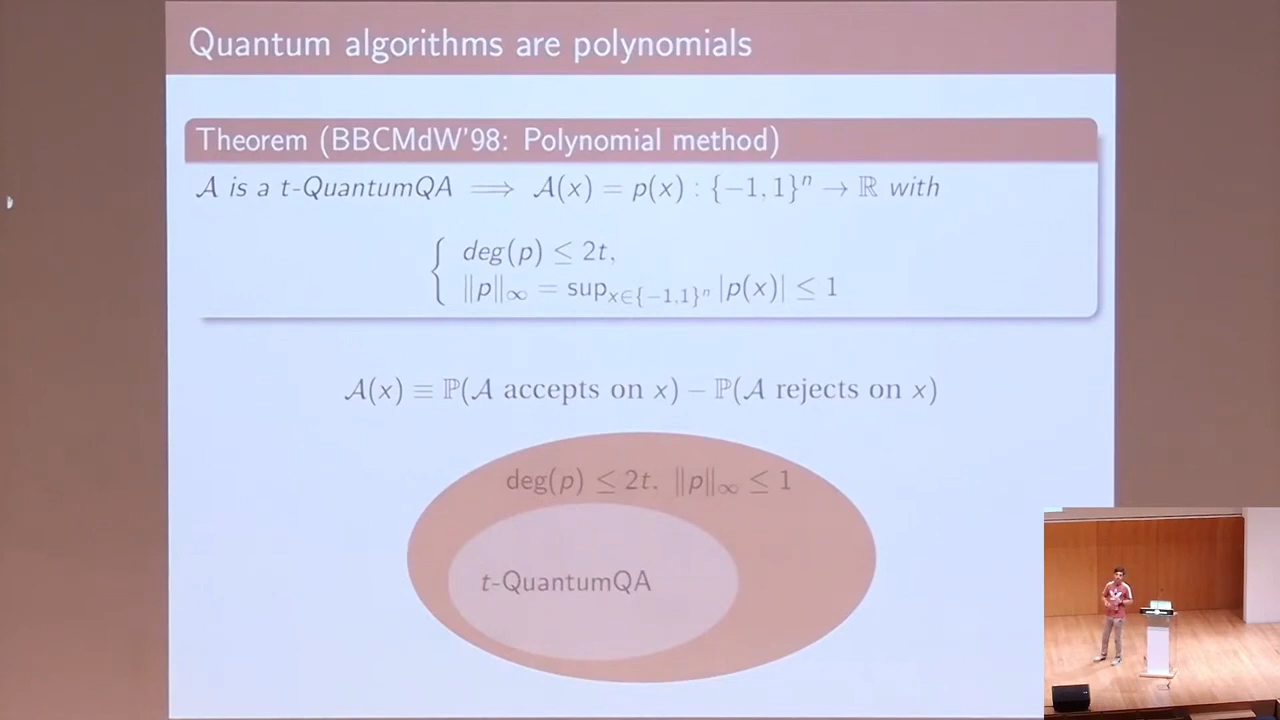 Quantum algorithms are polynomials
Theorem (BBCMdW'98: Polynomial method)
𝒜 is a t-QuantumQA ⟹ 𝒜(x) = p(x) : {−1, 1}ⁿ → ℝ with
{ deg(p) ≤ 2t,
‖p‖∞ = sup_{x∈{−1,1}ⁿ} |p(x)| ≤ 1
𝒜(x) ≡ ℙ(𝒜 accepts on x) − ℙ(𝒜 rejects on x)
deg(p) ≤ 2t, ‖p‖∞ ≤ 1
t-QuantumQA